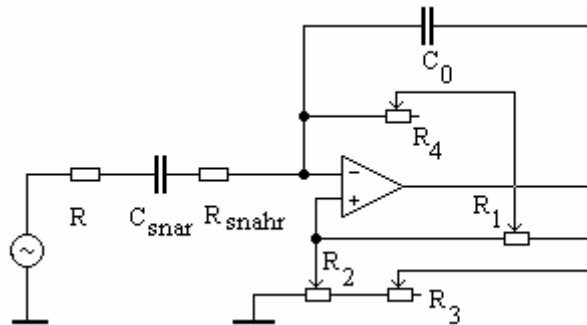 C0
R4
R Csnar Rsnahr
−
+
R1
R2
R3
~